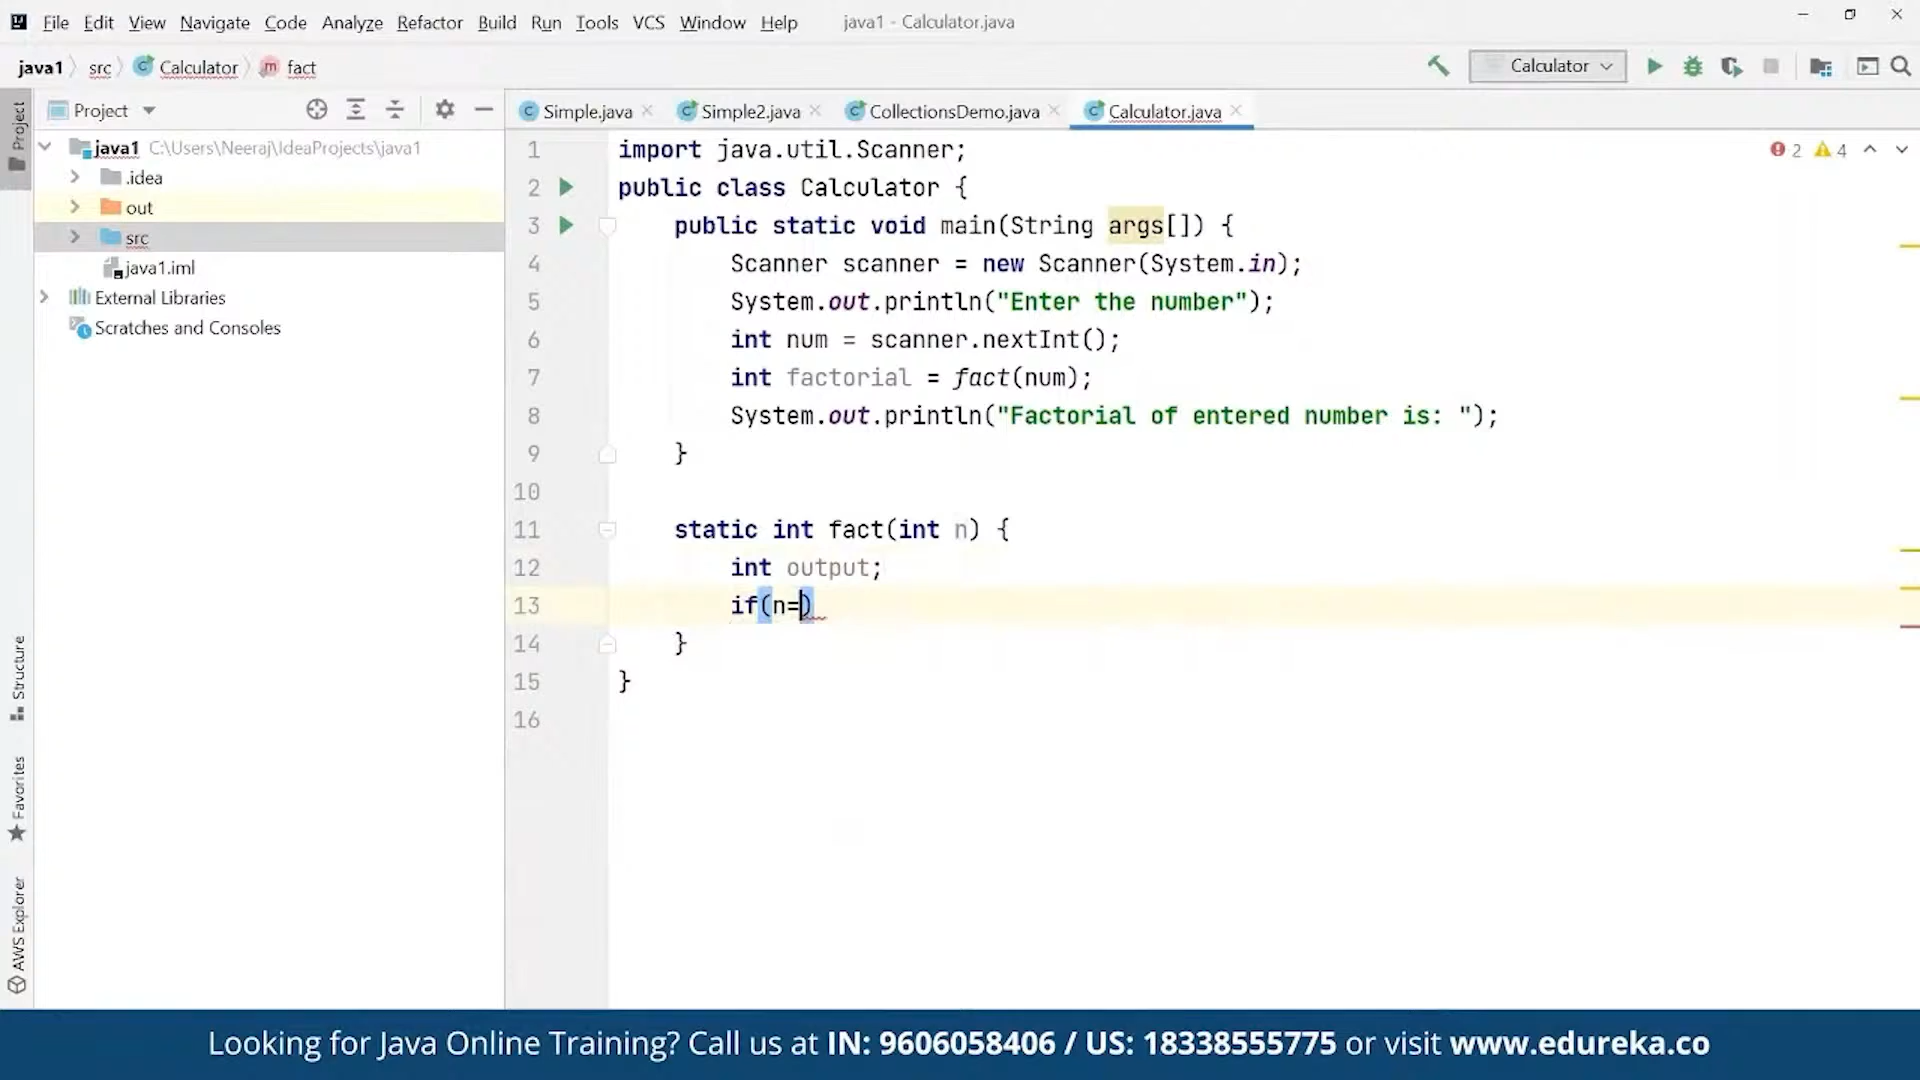 File Edit View Navigate Code Analyze Refactor Build Run Tools VCS Window Help java1 - Calculator.java
java1 src Calculator m fact Calculator
Project Simple.java Simple2.java CollectionsDemo.java Calculator.java
java1 C:\Users\Neeraj\IdeaProjects\java1
.idea
out
src
java1.iml
External Libraries
Scratches and Consoles
Project
Structure
Favorites
AWS Explorer
2 4
1 import java.util.Scanner;
2 public class Calculator {
3 public static void main(String args[]) {
4 Scanner scanner = new Scanner(System.in);
5 System.out.println("Enter the number");
6 int num = scanner.nextInt();
7 int factorial = fact(num);
8 System.out.println("Factorial of entered number is: ");
9 }
10
11 static int fact(int n) {
12 int output;
13 if(n=)
14 }
15 }
16
Looking for Java Online Training? Call us at IN: 9606058406 / US: 18338555775 or visit www.edureka.co